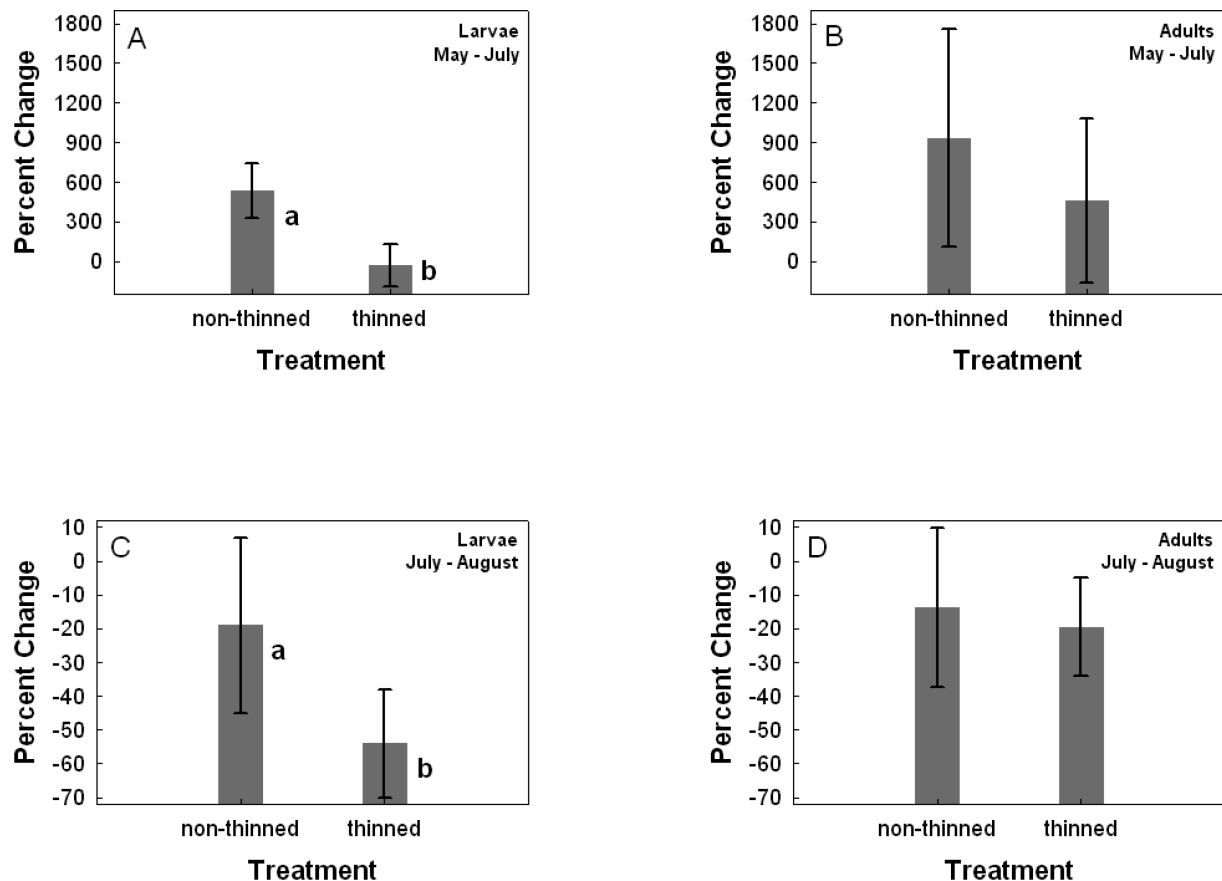 A
Larvae
May - July
Percent Change
1800
1500
1200
900
600
300
0
a
b
non-thinned thinned
Treatment
B
Adults
May - July
Percent Change
1800
1500
1200
900
600
300
0
non-thinned thinned
Treatment
C
Larvae
July - August
Percent Change
10
0
-10
-20
-30
-40
-50
-60
-70
a
b
non-thinned thinned
Treatment
D
Adults
July - August
Percent Change
10
0
-10
-20
-30
-40
-50
-60
-70
non-thinned thinned
Treatment